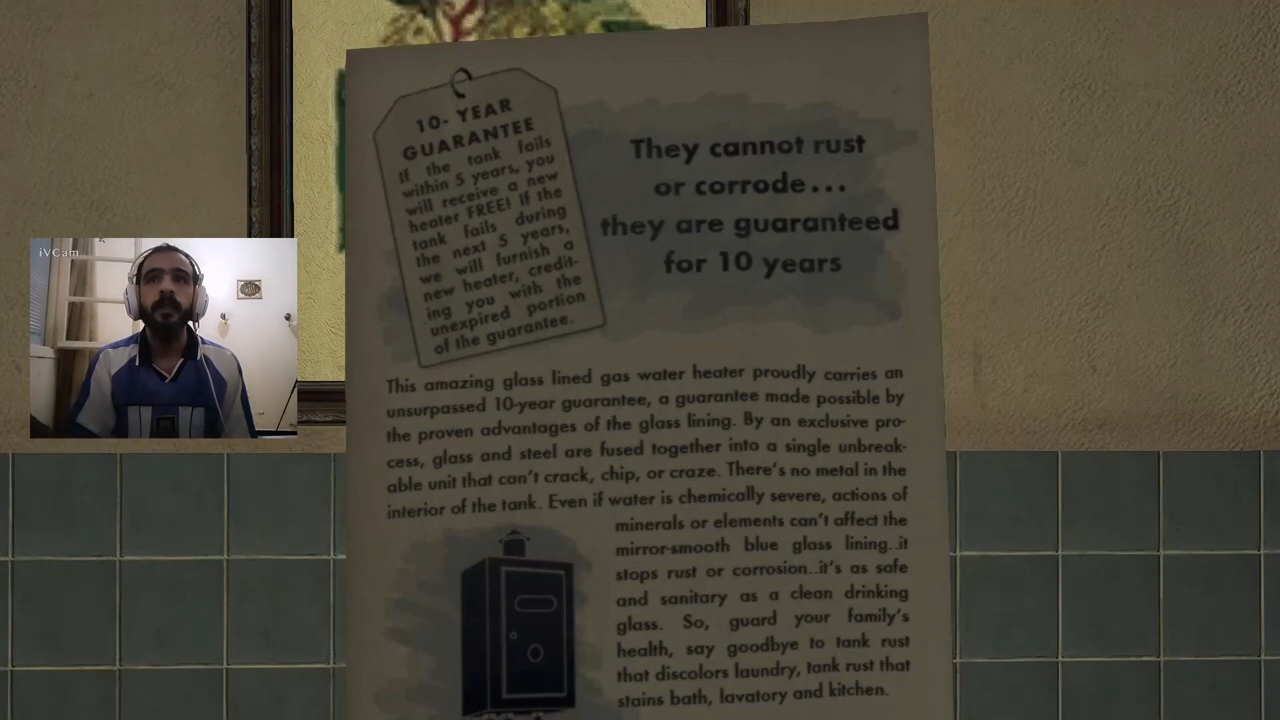 iVCam
10- YEAR
GUARANTEE
If the tank fails
within 5 years, you
will receive a new
heater FREE! If the
tank fails during
the next 5 years,
we will furnish a
new heater, credit-
ing you with the
unexpired portion
of the guarantee.
They cannot rust
or corrode...
they are guaranteed
for 10 years
This amazing glass lined gas water heater proudly carries an
unsurpassed 10-year guarantee, a guarantee made possible by
the proven advantages of the glass lining. By an exclusive pro-
cess, glass and steel are fused together into a single unbreak-
able unit that can't crack, chip, or craze. There's no metal in the
interior of the tank. Even if water is chemically severe, actions of
minerals or elements can't affect the
mirror-smooth blue glass lining..it
stops rust or corrosion..it's as safe
and sanitary as a clean drinking
glass. So, guard your family's
health, say goodbye to tank rust
that discolors laundry, tank rust that
stains bath, lavatory and kitchen.